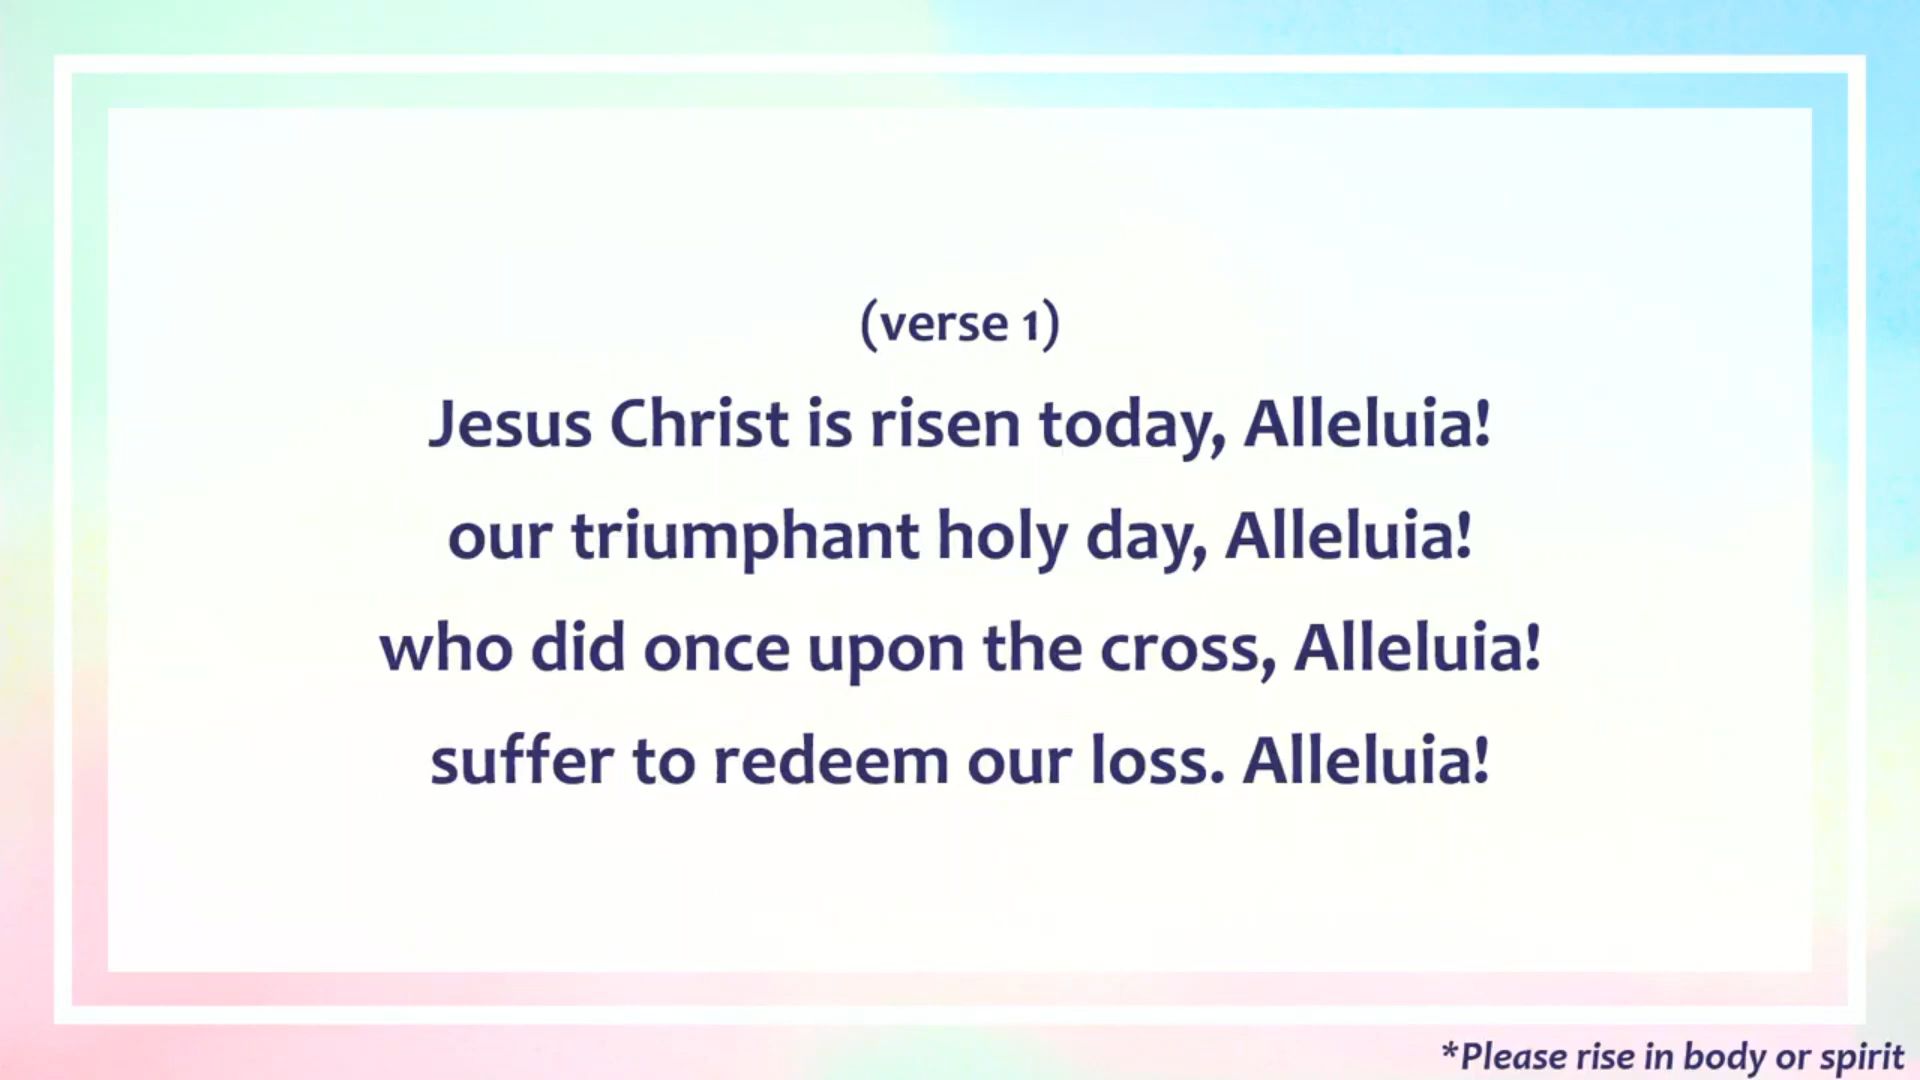 (verse 1)
Jesus Christ is risen today, Alleluia!
our triumphant holy day, Alleluia!
who did once upon the cross, Alleluia!
suffer to redeem our loss. Alleluia!
*Please rise in body or spirit